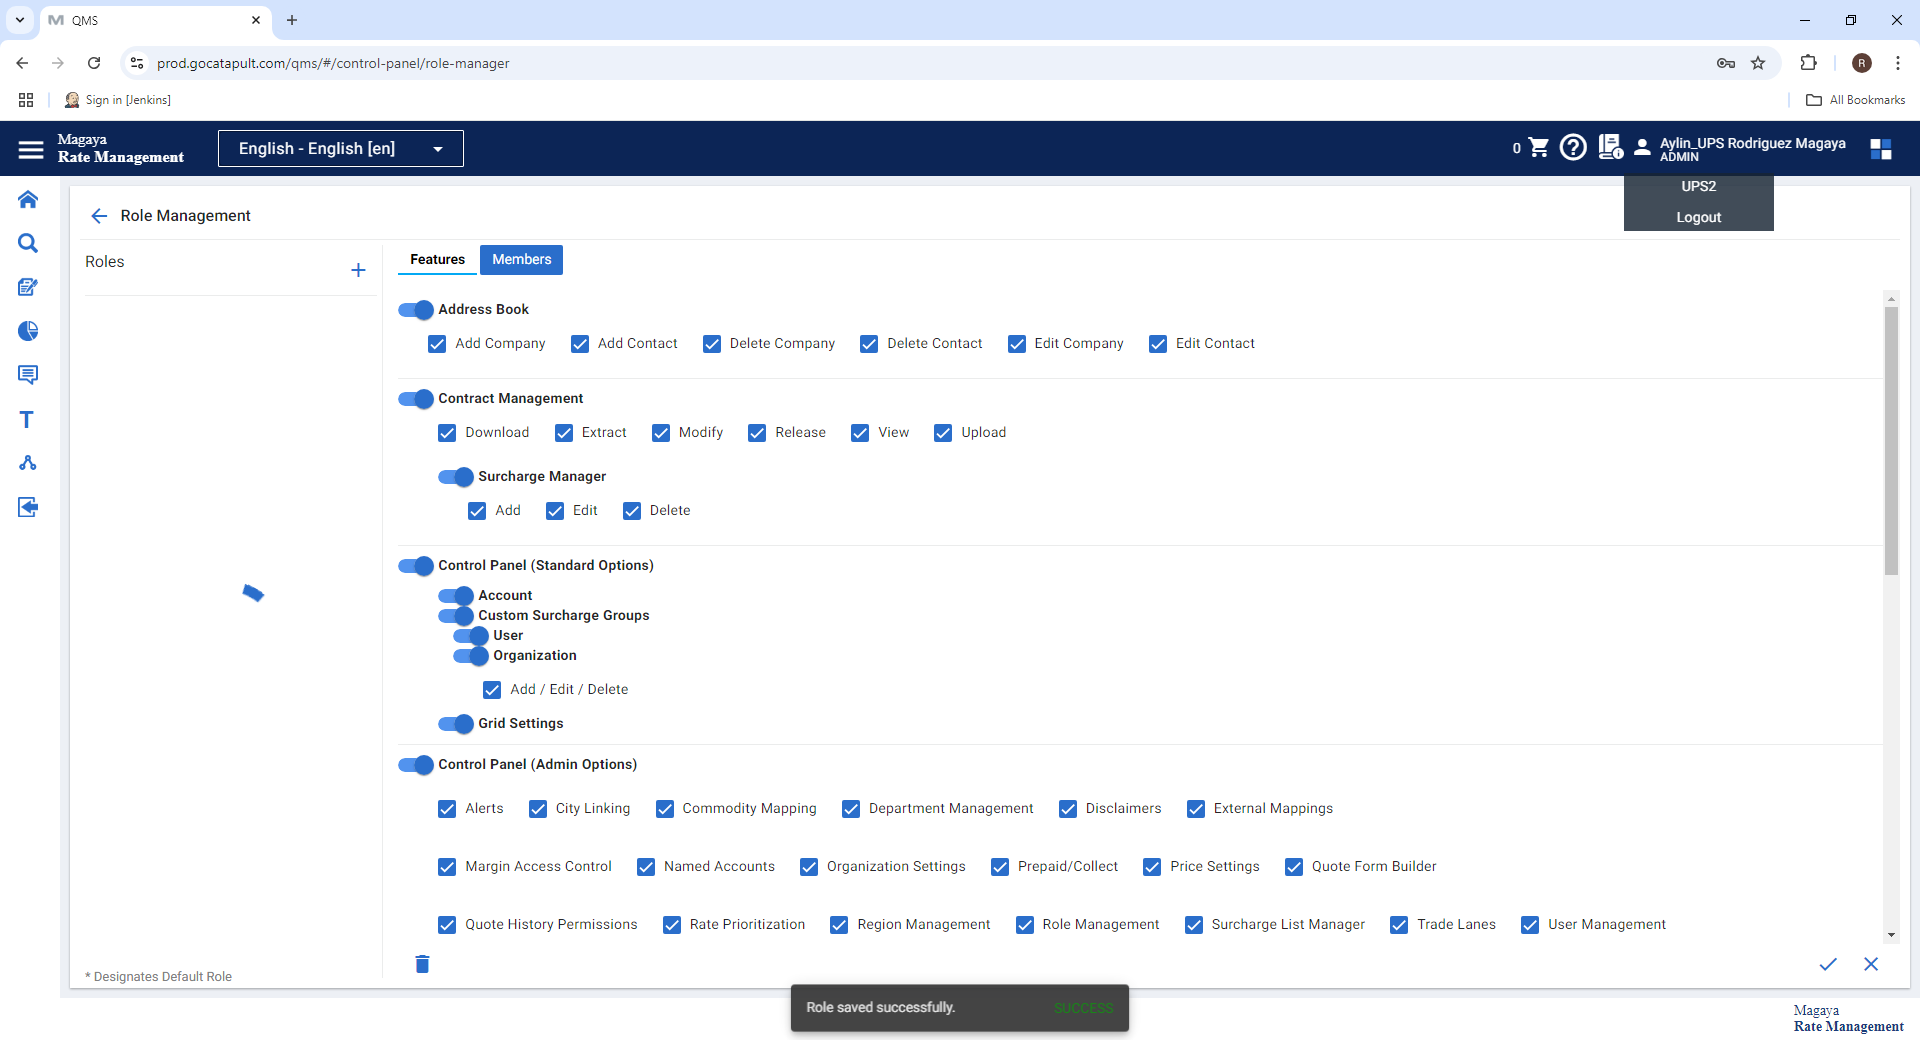 QMS
prod.gocatapult.com/qms/#/control-panel/role-manager
R
Sign in [Jenkins]
All Bookmarks
Magaya
Rate Management
English - English [en]
0
Aylin_UPS Rodriguez Magaya
ADMIN
UPS2
Logout
Role Management
Roles
Features Members
Address Book
Add Company Add Contact Delete Company Delete Contact Edit Company Edit Contact
Contract Management
Download Extract Modify Release View Upload
Surcharge Manager
Add Edit Delete
Control Panel (Standard Options)
Account
Custom Surcharge Groups
User
Organization
Add / Edit / Delete
Grid Settings
Control Panel (Admin Options)
Alerts City Linking Commodity Mapping Department Management Disclaimers External Mappings
Margin Access Control Named Accounts Organization Settings Prepaid/Collect Price Settings Quote Form Builder
Quote History Permissions Rate Prioritization Region Management Role Management Surcharge List Manager Trade Lanes User Management
* Designates Default Role
Role saved successfully. SUCCESS
Magaya
Rate Management